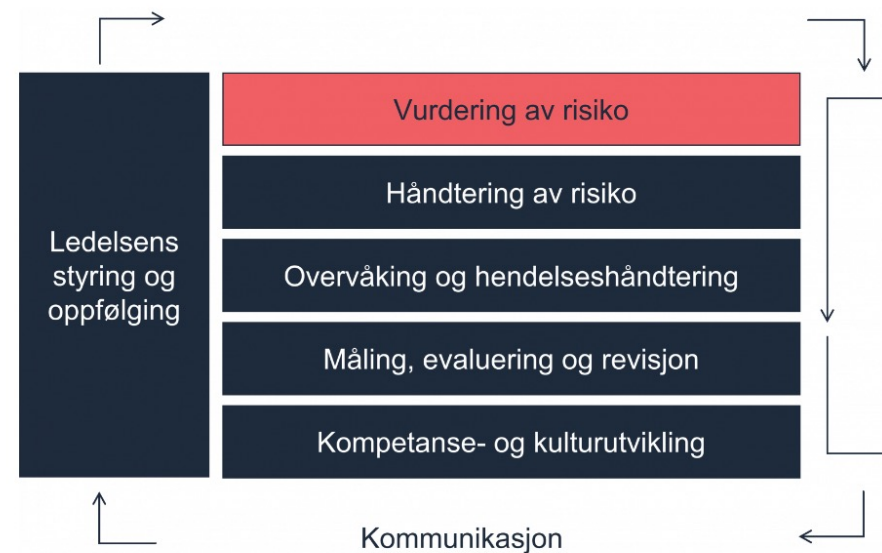 Ledelsens
styring og
oppfølging
Vurdering av risiko
Håndtering av risiko
Overvåking og hendelseshåndtering
Måling, evaluering og revisjon
Kompetanse- og kulturutvikling
Kommunikasjon